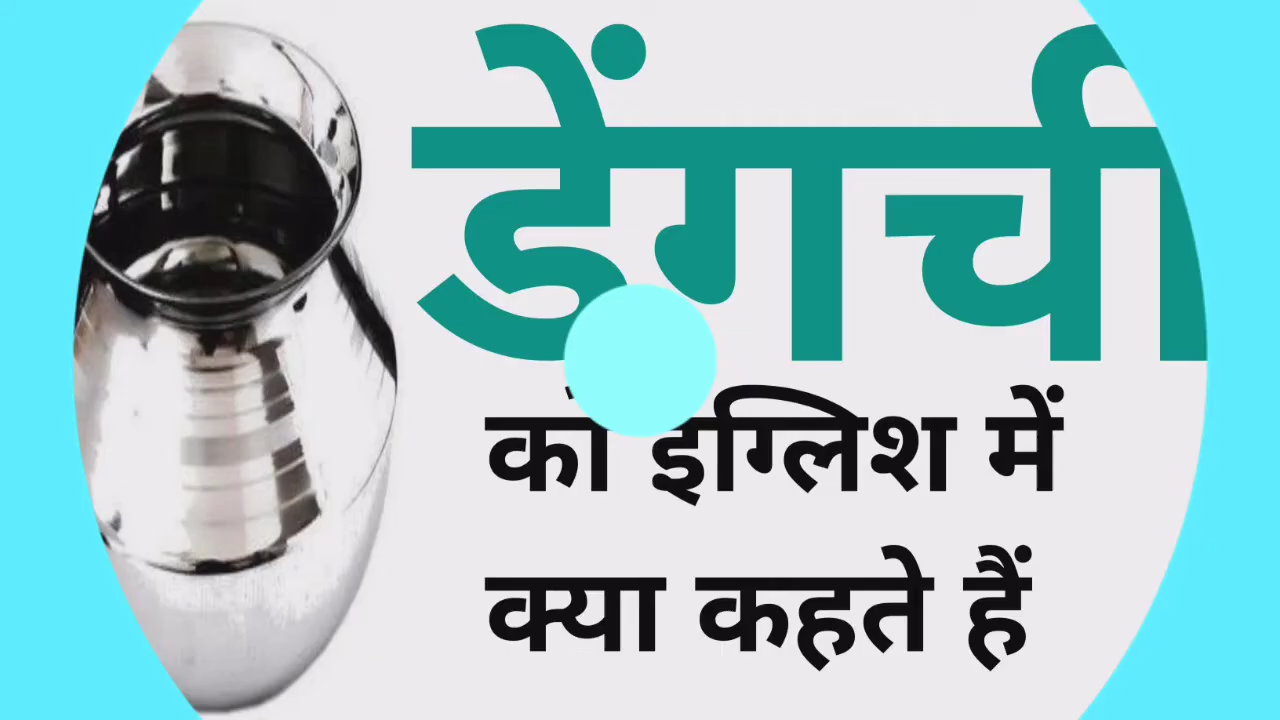 डेंगची
को इग्लिश में
क्या कहते हैं